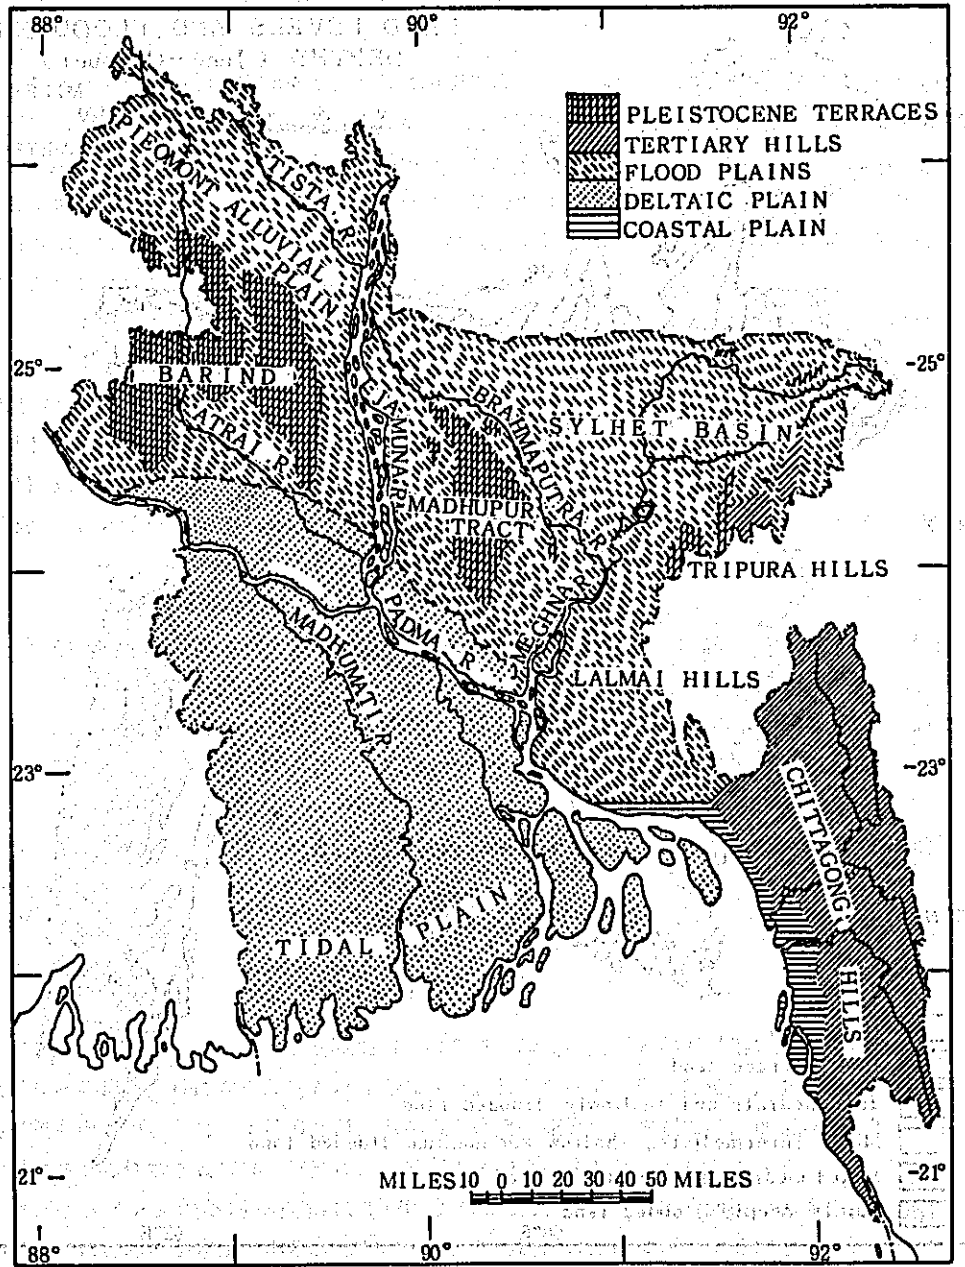 88°
90°
92°
PLEISTOCENE TERRACES
TERTIARY HILLS
FLOOD PLAINS
DELTAIC PLAIN
COASTAL PLAIN
PIEOMONT ALLUVIAL PLAIN
TISTA R
25°
25°
BARIND
ATRAI R
JAMUNA R
BRAHMAPUTRA R
SYLHET BASIN
MADHUPUR
TRACT
TRIPURA HILLS
PADMA R
MEGHNA R
MADHUMATI R
LALMAI HILLS
23°
23°
CHITTAGONG HILLS
TIDAL PLAIN
21°
21°
MILES 10 0 10 20 30 40 50 MILES
88°
90°
92°